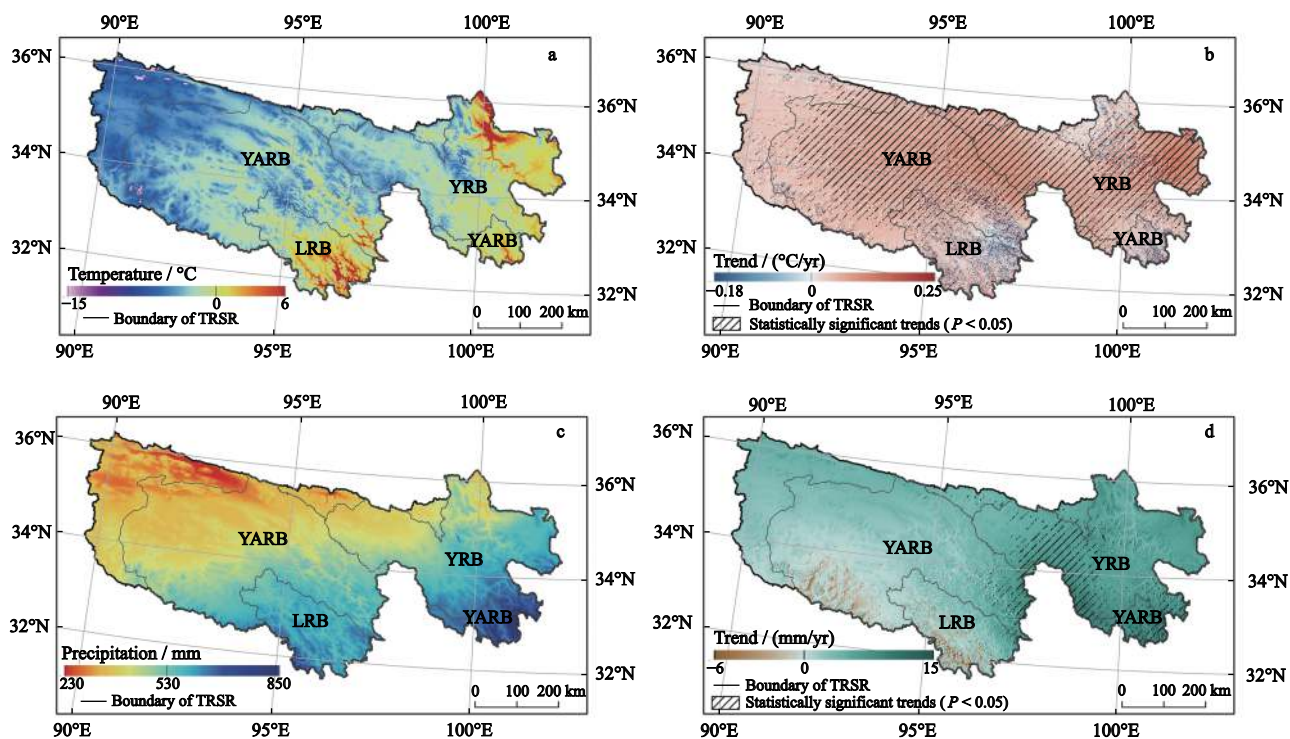 90°E 95°E 100°E
36°N
a
36°N
34°N
YARB
34°N
YRB
32°N
LRB
YARB
Temperature / °C
−15 0 6
Boundary of TRSR
0 100 200 km
32°N
90°E 95°E 100°E
90°E 95°E 100°E
36°N
b
36°N
34°N
YARB
YRB
34°N
32°N
LRB
YARB
Trend / (°C/yr)
−0.18 0 0.25
Boundary of TRSR
Statistically significant trends (P < 0.05)
0 100 200 km
32°N
90°E 95°E 100°E
90°E 95°E 100°E
36°N
c
36°N
34°N
YARB
YRB
34°N
32°N
LRB
YARB
Precipitation / mm
230 530 850
Boundary of TRSR
0 100 200 km
32°N
90°E 95°E 100°E
90°E 95°E 100°E
36°N
d
36°N
34°N
YARB
YRB
34°N
32°N
LRB
YARB
Trend / (mm/yr)
−6 0 15
Boundary of TRSR
Statistically significant trends (P < 0.05)
0 100 200 km
32°N
90°E 95°E 100°E